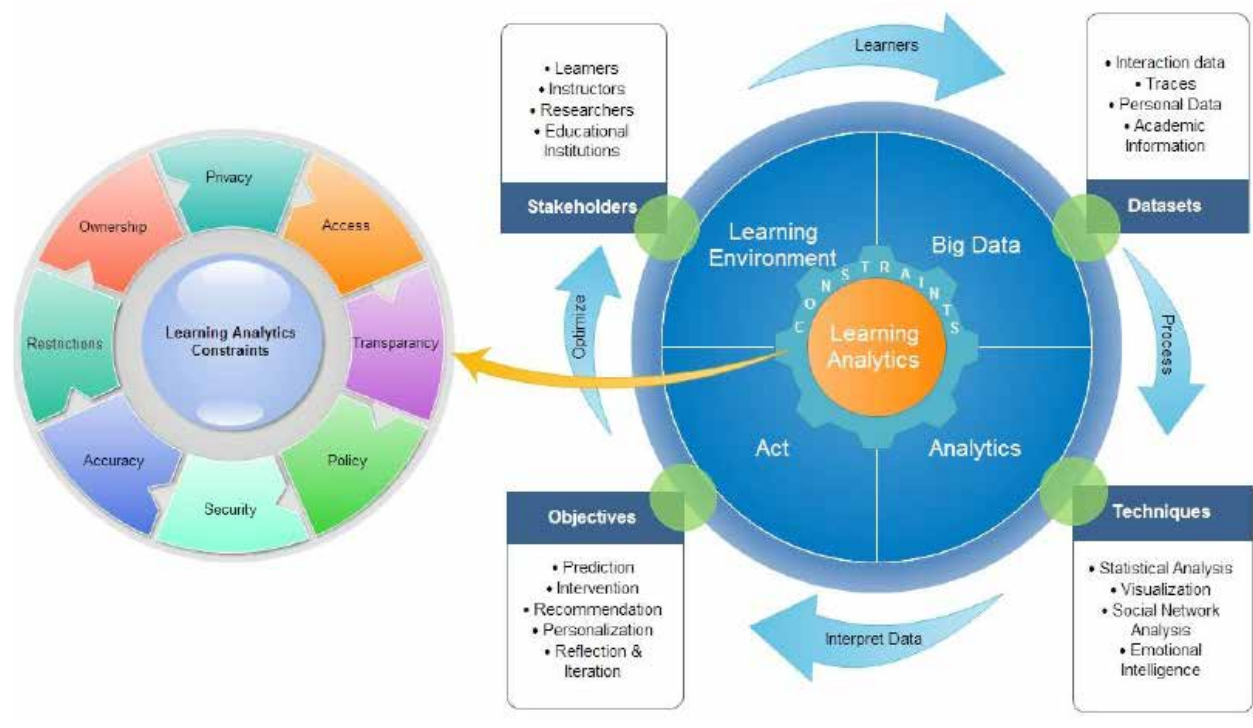 Privacy
Access
Transparancy
Policy
Security
Accuracy
Restrictions
Ownership
Learning Analytics
Constraints
• Learners
• Instructors
• Researchers
• Educational
Institutions
Stakeholders
Learners
• Interaction data
• Traces
• Personal Data
• Academic
Information
Datasets
Process
Techniques
• Statistical Analysis
• Visualization
• Social Network
Analysis
• Emotional
Intelligence
Interpret Data
Objectives
• Prediction
• Intervention
• Recommendation
• Personalization
• Reflection &
Iteration
Optimize
Learning
Environment
Big Data
Analytics
Act
CONSTRAINTS
Learning
Analytics